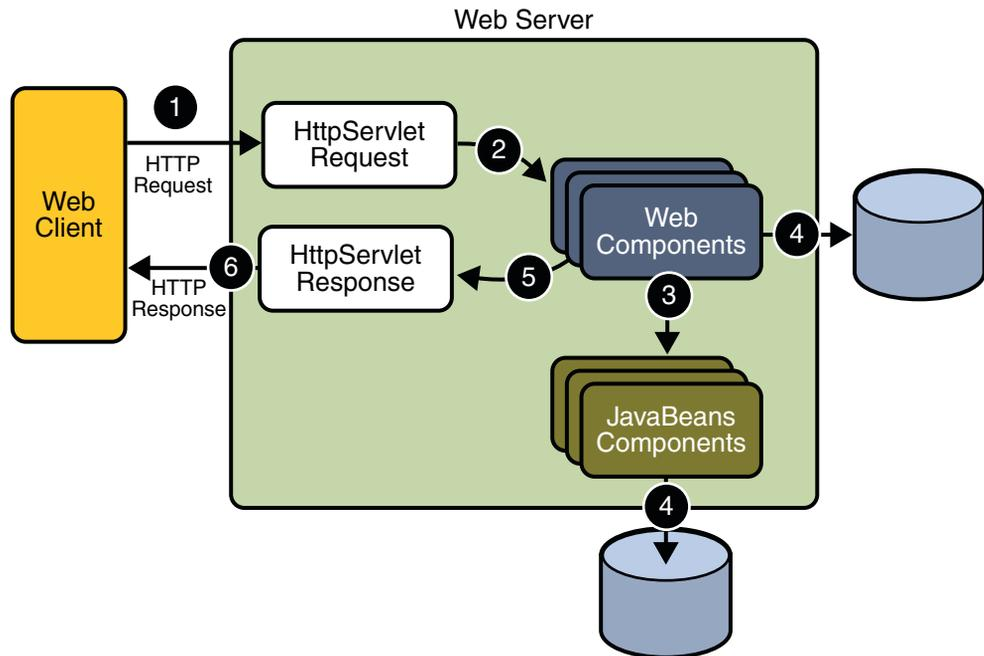 Web Server
1
HttpServlet
Request
2
HTTP
Request
Web
Client
Web
Components
4
HttpServlet
Response
6
5
HTTP
Response
3
JavaBeans
Components
4